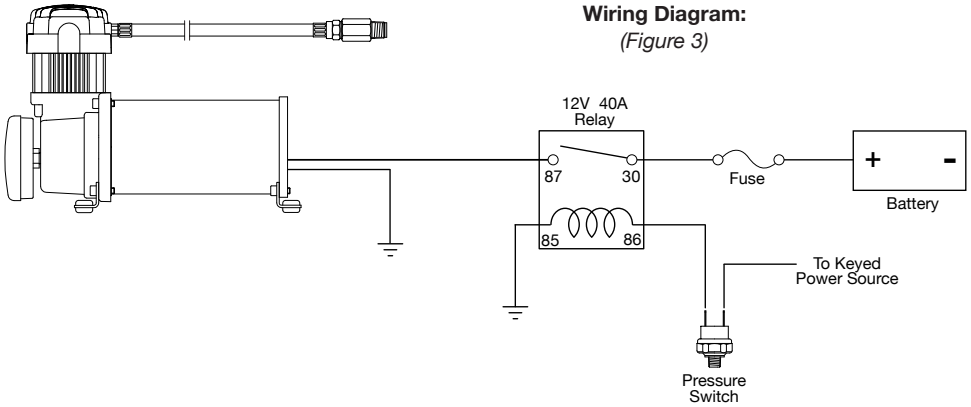 Wiring Diagram:
(Figure 3)
12V 40A
Relay
87
30
Fuse
+
-
Battery
85
86
To Keyed
Power Source
Pressure
Switch